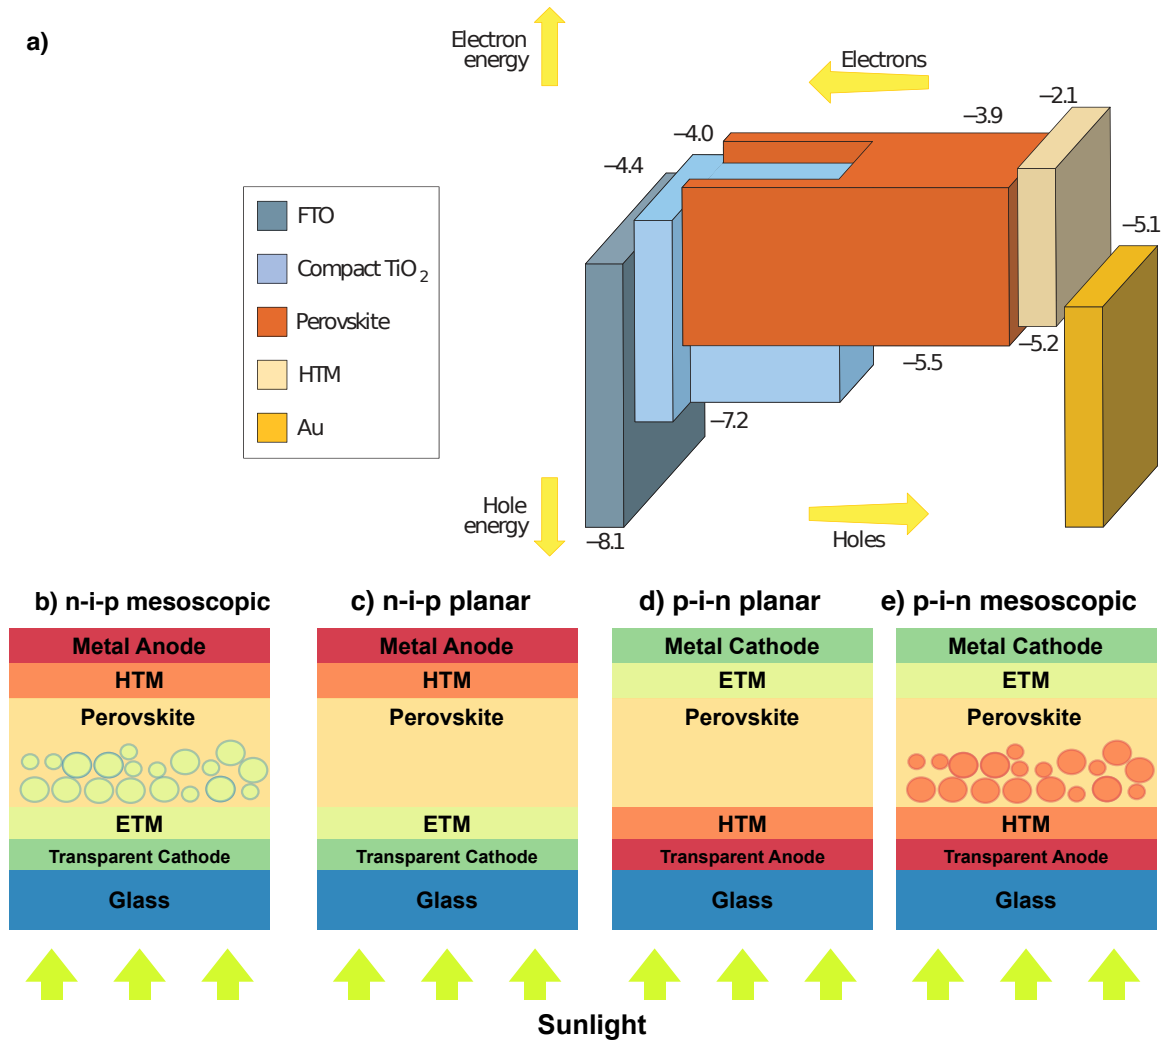 a)
Electron
energy
Electrons
−2.1
−3.9
−4.0
−4.4
−5.1
FTO
Compact TiO₂
Perovskite
HTM
Au
−5.2
−5.5
−7.2
Hole
energy
Holes
−8.1
b) n-i-p mesoscopic
Metal Anode
HTM
Perovskite
ETM
Transparent Cathode
Glass
c) n-i-p planar
Metal Anode
HTM
Perovskite
ETM
Transparent Cathode
Glass
d) p-i-n planar
Metal Cathode
ETM
Perovskite
HTM
Transparent Anode
Glass
e) p-i-n mesoscopic
Metal Cathode
ETM
Perovskite
HTM
Transparent Anode
Glass
Sunlight